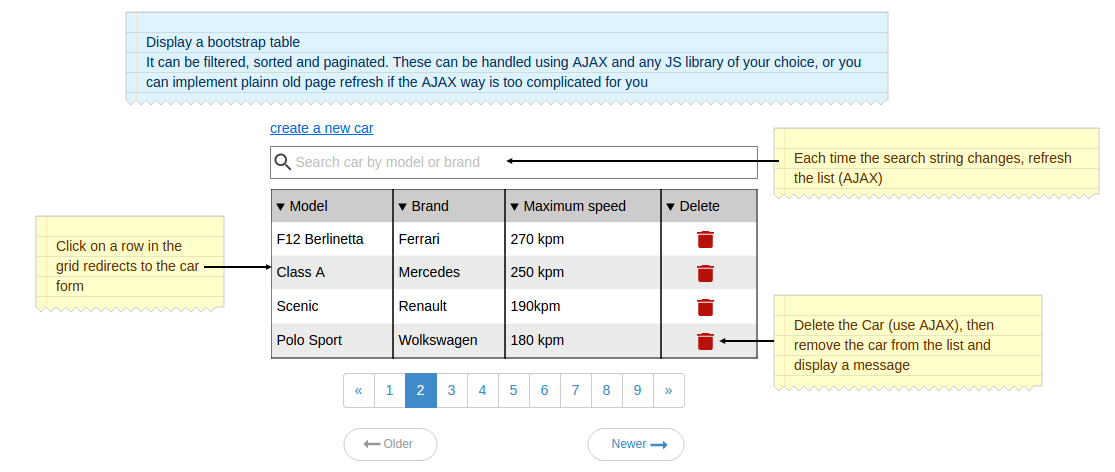 Display a bootstrap table
It can be filtered, sorted and paginated. These can be handled using AJAX and any JS library of your choice, or you
can implement plainn old page refresh if the AJAX way is too complicated for you
create a new car
Search car by model or brand
Each time the search string changes, refresh
the list (AJAX)
▼ Model ▼ Brand ▼ Maximum speed ▼ Delete
F12 Berlinetta Ferrari 270 kpm
Class A Mercedes 250 kpm
Scenic Renault 190kpm
Polo Sport Wolkswagen 180 kpm
Click on a row in the
grid redirects to the car
form
Delete the Car (use AJAX), then
remove the car from the list and
display a message
« 1 2 3 4 5 6 7 8 9 »
Older Newer